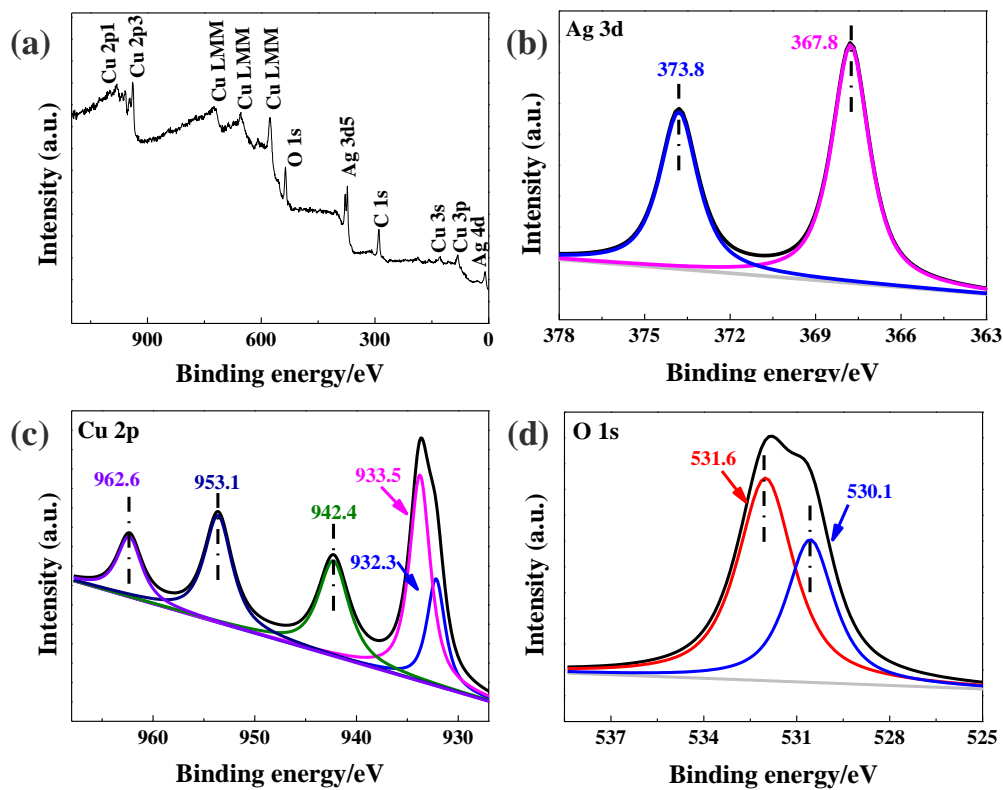 (a)
Cu 2p1
Cu 2p3
Cu LMM
Cu LMM
Cu LMM
O 1s
Ag 3d5
C 1s
Cu 3s
Cu 3p
Ag 4d
Intensity (a.u.)
900
600
300
0
Binding energy/eV
(b)
Ag 3d
373.8
367.8
Intensity (a.u.)
378
375
372
369
366
363
Binding energy/eV
(c)
Cu 2p
962.6
953.1
942.4
933.5
932.3
Intensity (a.u.)
960
950
940
930
Binding energy/eV
(d)
O 1s
531.6
530.1
Intensity (a.u.)
537
534
531
528
525
Binding energy/eV